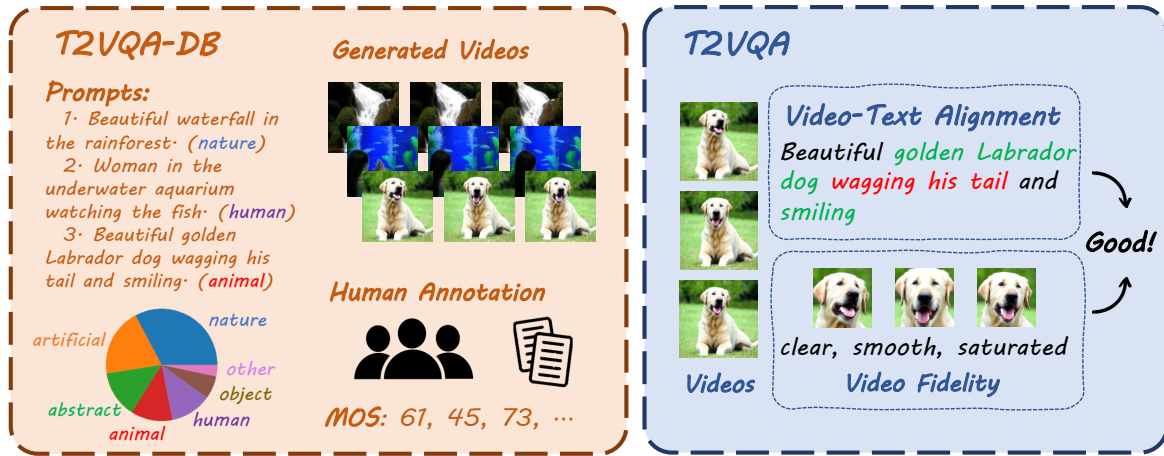 T2VQA-DB
Prompts:
1. Beautiful waterfall in
the rainforest. (nature)
2. Woman in the
underwater aquarium
watching the fish. (human)
3. Beautiful golden
Labrador dog wagging his
tail and smiling. (animal)
nature
artificial
other
object
abstract
human
animal
Generated Videos
Human Annotation
MOS: 61, 45, 73, ...
T2VQA
Videos
Video-Text Alignment
Beautiful golden Labrador
dog wagging his tail and
smiling
Good!
clear, smooth, saturated
Video Fidelity